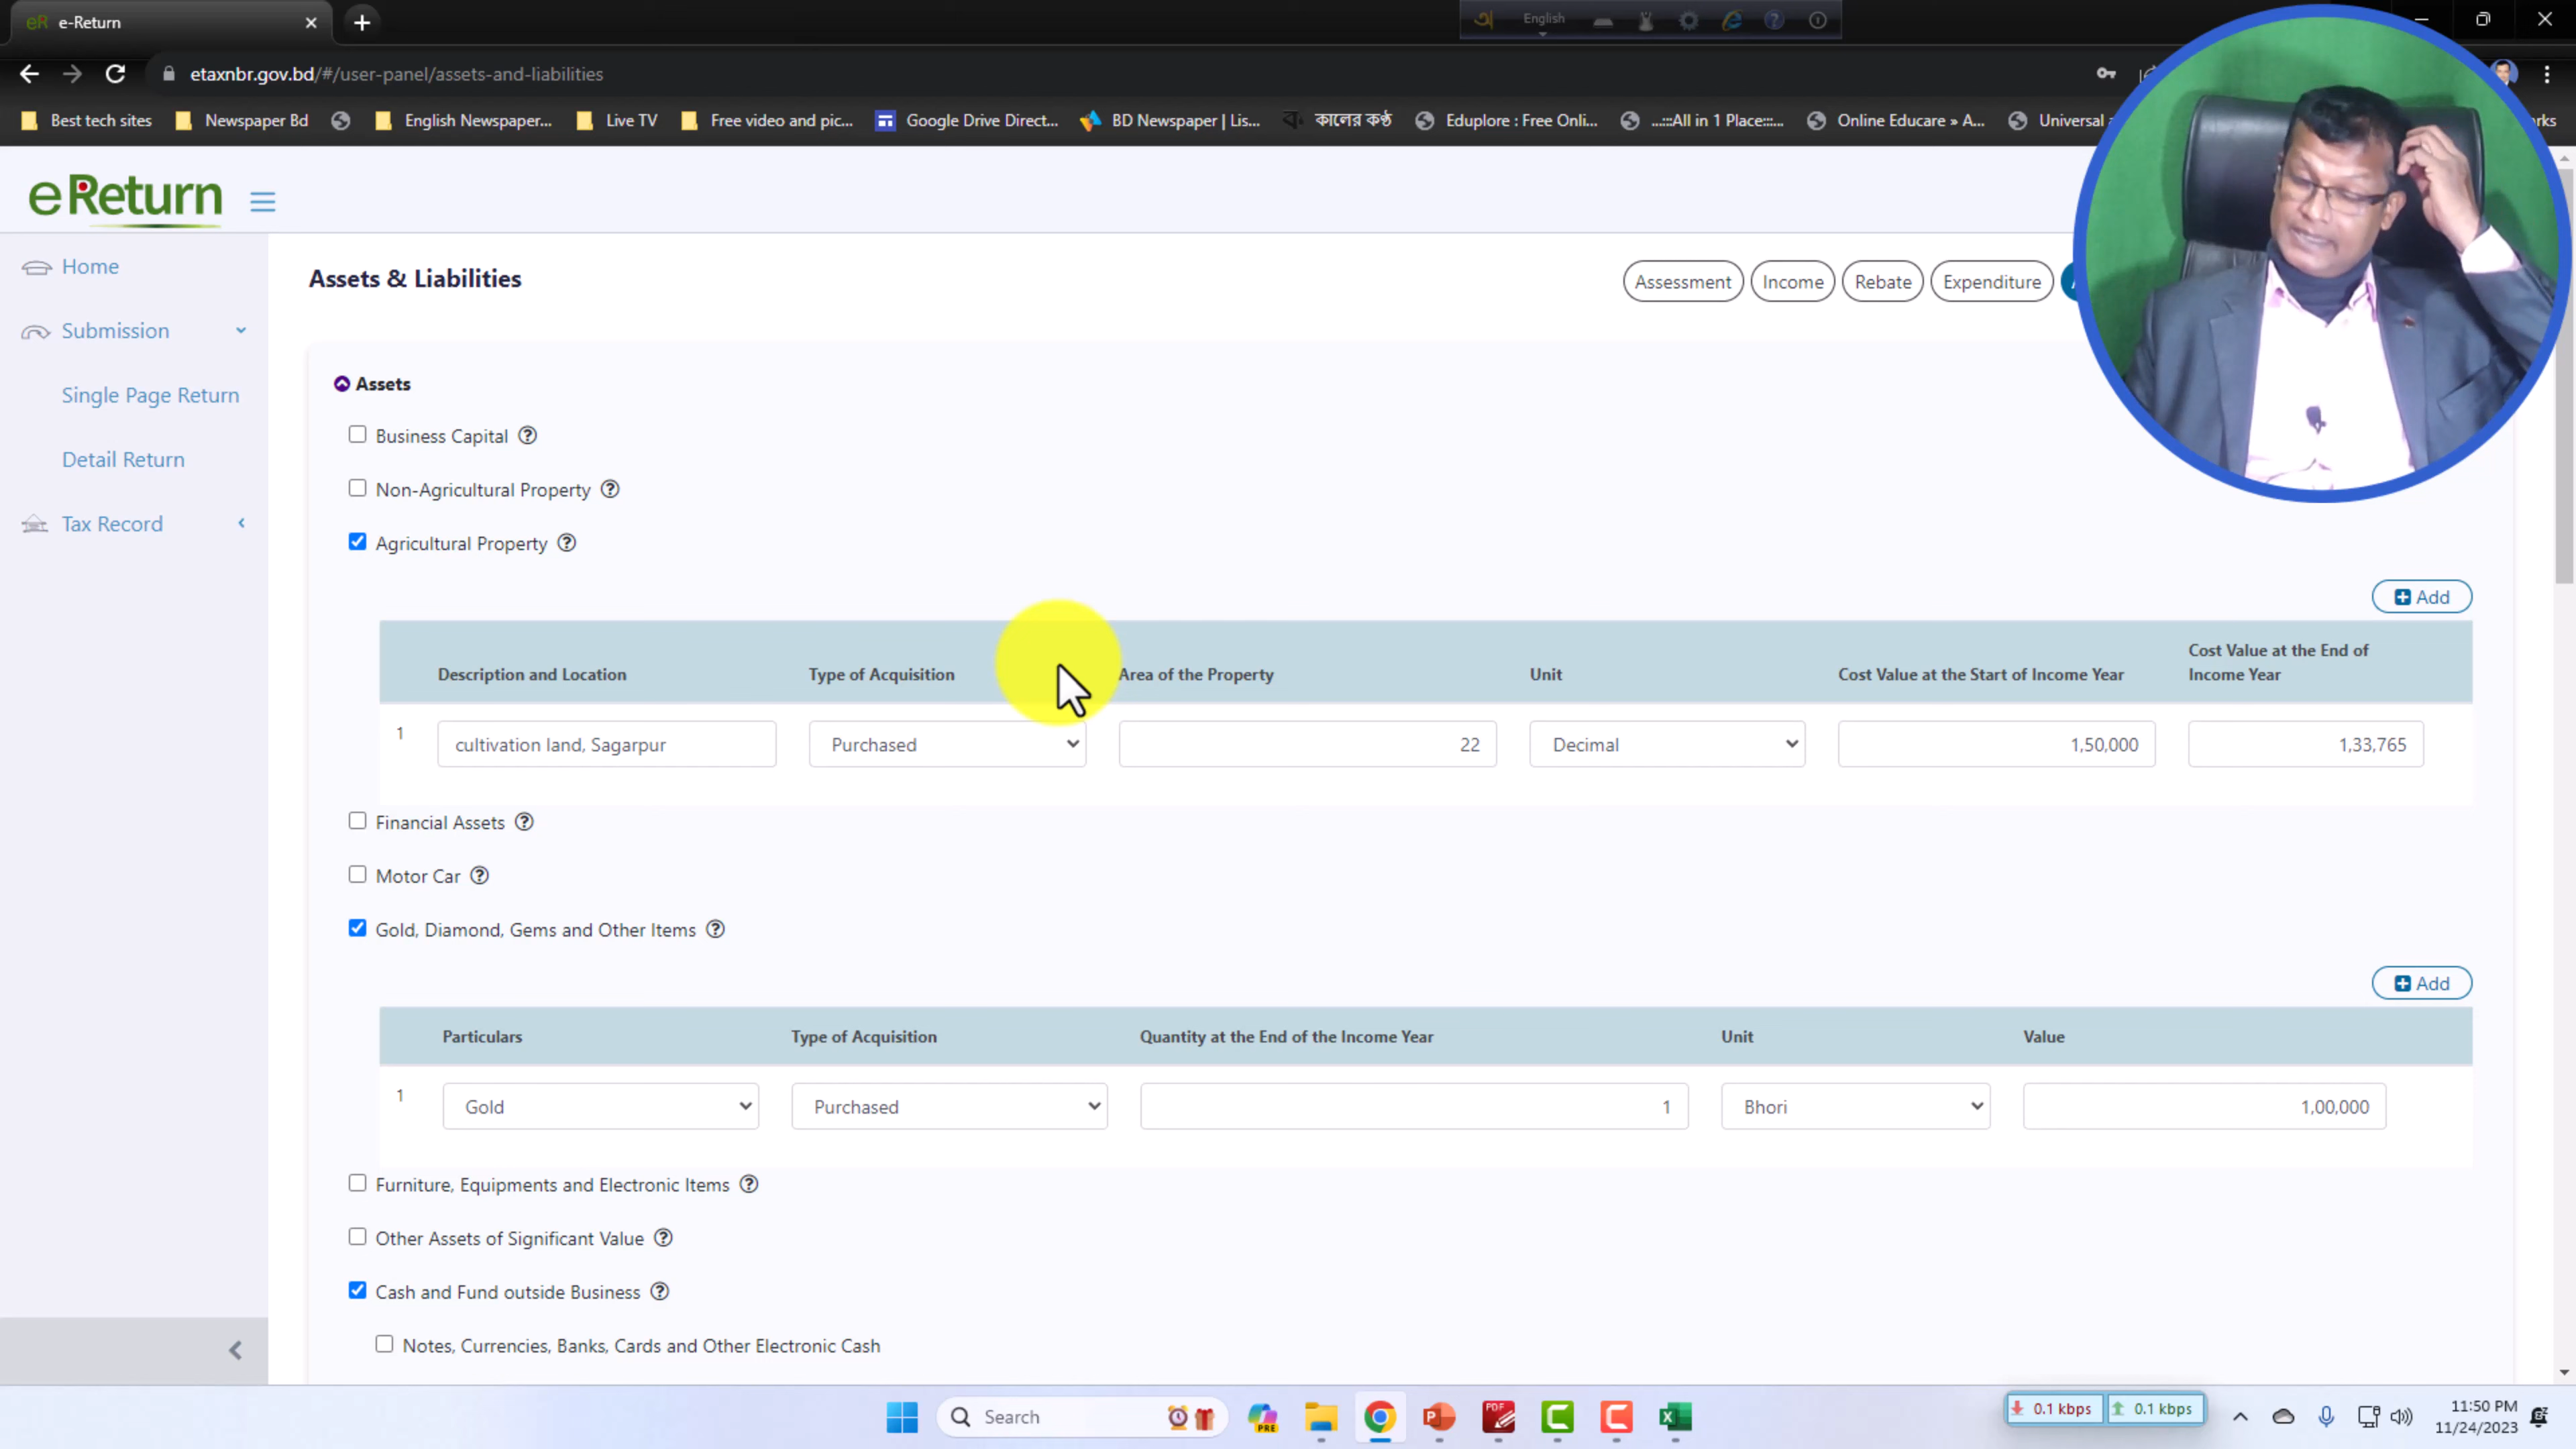 e-Return
English
etaxnbr.gov.bd/#/user-panel/assets-and-liabilities
Best tech sites
Newspaper Bd
English Newspaper...
Live TV
Free video and pic...
Google Drive Direct...
BD Newspaper | Lis...
কালের কণ্ঠ
Eduplore : Free Onli...
...:::All in 1 Place:::...
Online Educare » A...
Universal
eReturn
Home
Submission
Single Page Return
Detail Return
Tax Record
Assets & Liabilities
Assessment
Income
Rebate
Expenditure
Assets
Business Capital
Non-Agricultural Property
Agricultural Property
Add
Description and Location
Type of Acquisition
Area of the Property
Unit
Cost Value at the Start of Income Year
Cost Value at the End of
Income Year
1
cultivation land, Sagarpur
Purchased
22
Decimal
1,50,000
1,33,765
Financial Assets
Motor Car
Gold, Diamond, Gems and Other Items
Add
Particulars
Type of Acquisition
Quantity at the End of the Income Year
Unit
Value
1
Gold
Purchased
1
Bhori
1,00,000
Furniture, Equipments and Electronic Items
Other Assets of Significant Value
Cash and Fund outside Business
Notes, Currencies, Banks, Cards and Other Electronic Cash
Search
PRE
PDF
0.1 kbps
0.1 kbps
11:50 PM
11/24/2023